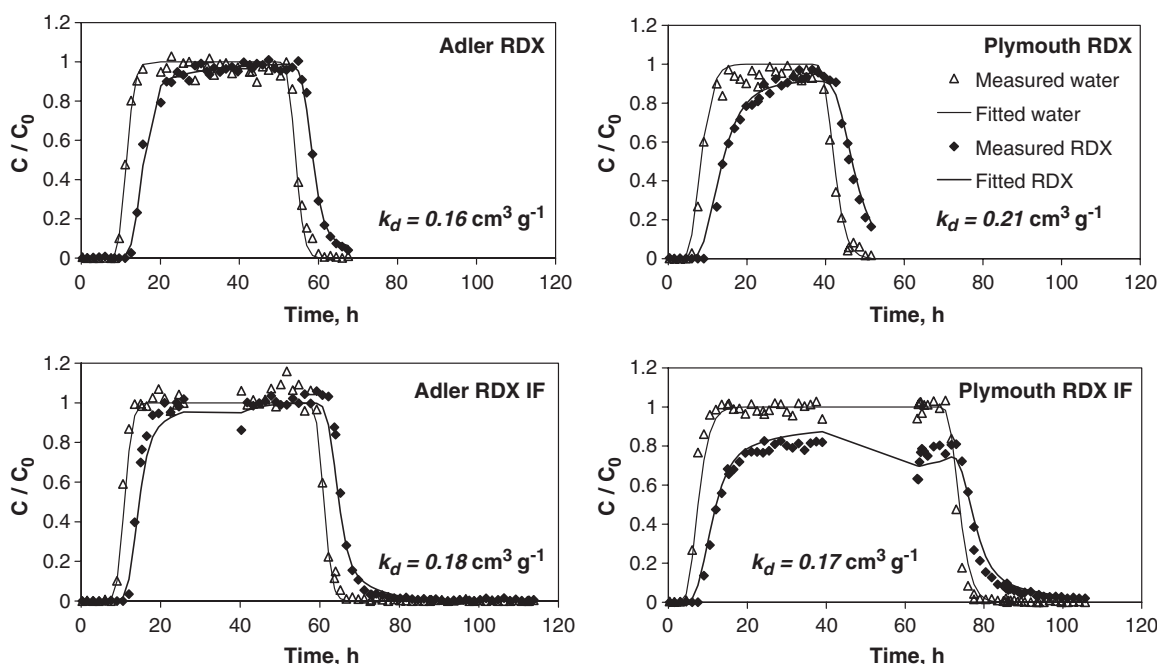 1.2
1
0.8
0.6
0.4
0.2
0
C / C0
Adler RDX
kd = 0.16 cm3 g-1
0 20 40 60 80 100 120
Time, h
1.2
1
0.8
0.6
0.4
0.2
0
C / C0
Plymouth RDX
Measured water
Fitted water
Measured RDX
Fitted RDX
kd = 0.21 cm3 g-1
0 20 40 60 80 100 120
Time, h
1.2
1
0.8
0.6
0.4
0.2
0
C / C0
Adler RDX IF
kd = 0.18 cm3 g-1
0 20 40 60 80 100 120
Time, h
1.2
1
0.8
0.6
0.4
0.2
0
C / C0
Plymouth RDX IF
kd = 0.17 cm3 g-1
0 20 40 60 80 100 120
Time, h